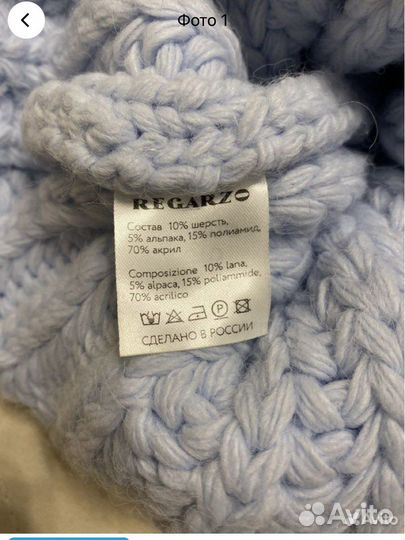 Фото 1
REGARZO
Состав 10% шерсть,
5% альпака, 15% полиамид,
70% акрил
Composizione 10% lana,
5% alpaca, 15% poliammide,
70% acrilico
P
СДЕЛАНО В РОССИИ
Avito
Avito